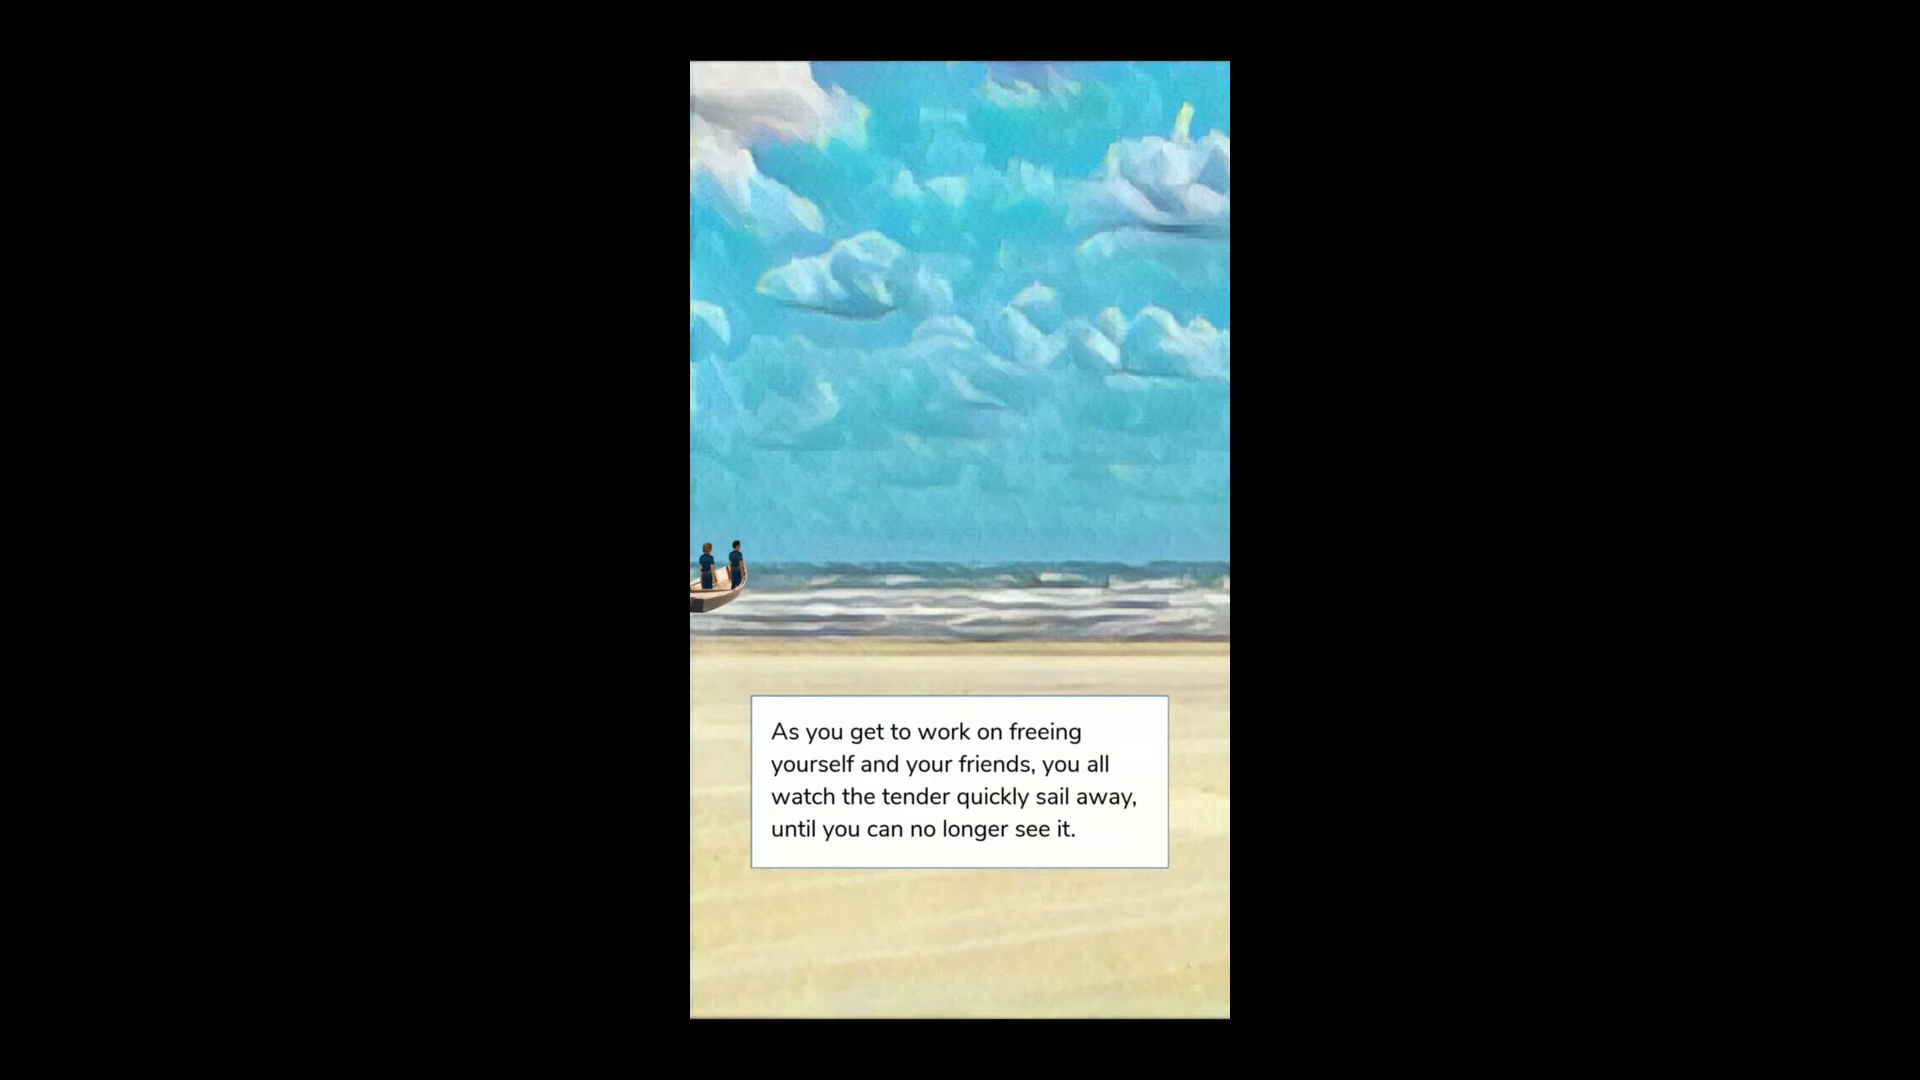 As you get to work on freeing
yourself and your friends, you all
watch the tender quickly sail away,
until you can no longer see it.